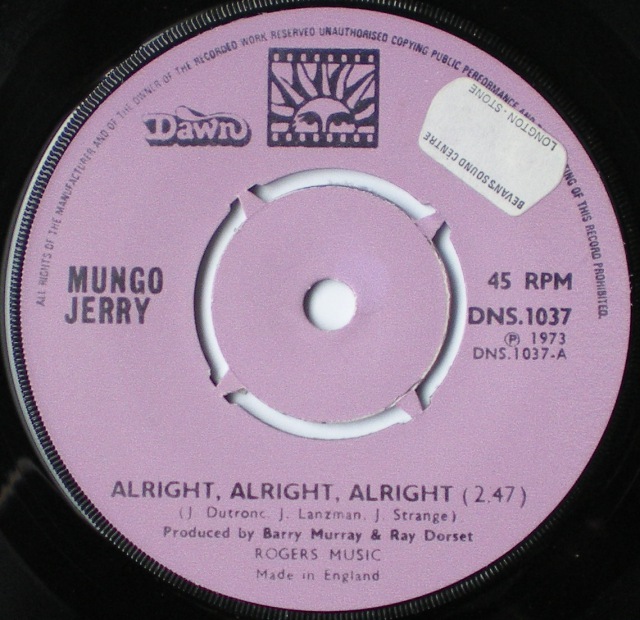 ALL RIGHTS OF THE MANUFACTURER AND OF THE OWNER OF THE RECORDED WORK RESERVED UNAUTHORISED COPYING PUBLIC PERFORMANCE AND ING OF THIS RECORD PROHIBITED.
Dawn
BEVAN'S SOUND CENTRE
LONGTON-STONE
MUNGO
JERRY
45 RPM
DNS.1037
℗ 1973
DNS.1037-A
ALRIGHT, ALRIGHT, ALRIGHT (2.47)
(J. Dutronc. J. Lanzman. J. Strange)
Produced by Barry Murray & Ray Dorset
ROGERS MUSIC
Made in England